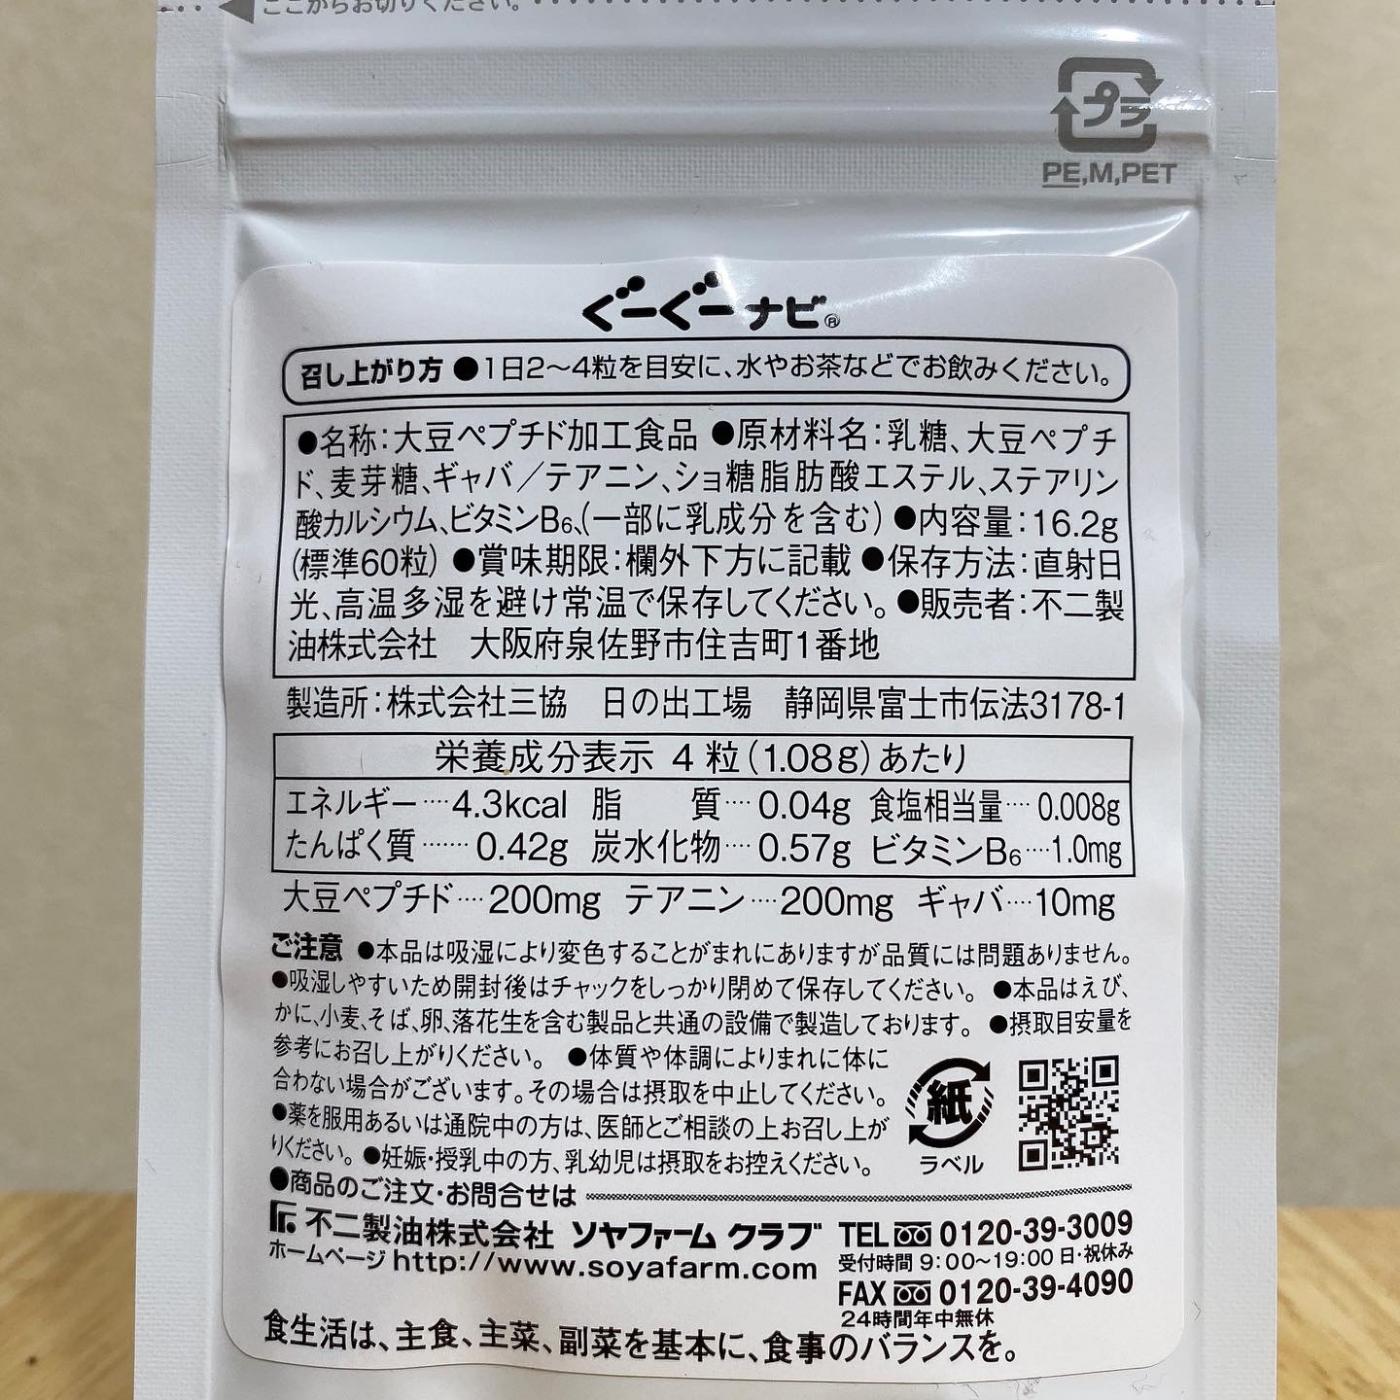 ここからお切りください。
プラ
PE,M,PET
ぐーぐーナビ®
召し上がり方 ●1日2〜4粒を目安に、水やお茶などでお飲みください。
●名称:大豆ペプチド加工食品 ●原材料名:乳糖、大豆ペプチ
ド、麦芽糖、ギャバ/テアニン、ショ糖脂肪酸エステル、ステアリン
酸カルシウム、ビタミンB6、(一部に乳成分を含む) ●内容量:16.2g
(標準60粒) ●賞味期限:欄外下方に記載 ●保存方法:直射日
光、高温多湿を避け常温で保存してください。 ●販売者:不二製
油株式会社 大阪府泉佐野市住吉町1番地
製造所:株式会社三協 日の出工場 静岡県富士市伝法3178-1
栄養成分表示 4粒(1.08g)あたり
エネルギー…4.3kcal 脂 質…0.04g 食塩相当量…0.008g
たんぱく質……0.42g 炭水化物…0.57g ビタミンB6…1.0mg
大豆ペプチド…200mg テアニン…200mg ギャバ…10mg
ご注意 ●本品は吸湿により変色することがまれにありますが品質には問題ありません。
●吸湿しやすいため開封後はチャックをしっかり閉めて保存してください。 ●本品はえび、
かに、小麦、そば、卵、落花生を含む製品と共通の設備で製造しております。 ●摂取目安量を
参考にお召し上がりください。 ●体質や体調によりまれに体に
合わない場合がございます。その場合は摂取を中止してください。
●薬を服用あるいは通院中の方は、医師とご相談の上お召し上が
りください。 ●妊娠・授乳中の方、乳幼児は摂取をお控えください。
紙
ラベル
●商品のご注文・お問合せは
不二製油株式会社 ソヤファーム クラブ TEL 0120-39-3009
ホームページ http://www.soyafarm.com 受付時間 9:00〜19:00 日・祝休み
FAX 0120-39-4090
24時間年中無休
食生活は、主食、主菜、副菜を基本に、食事のバランスを。